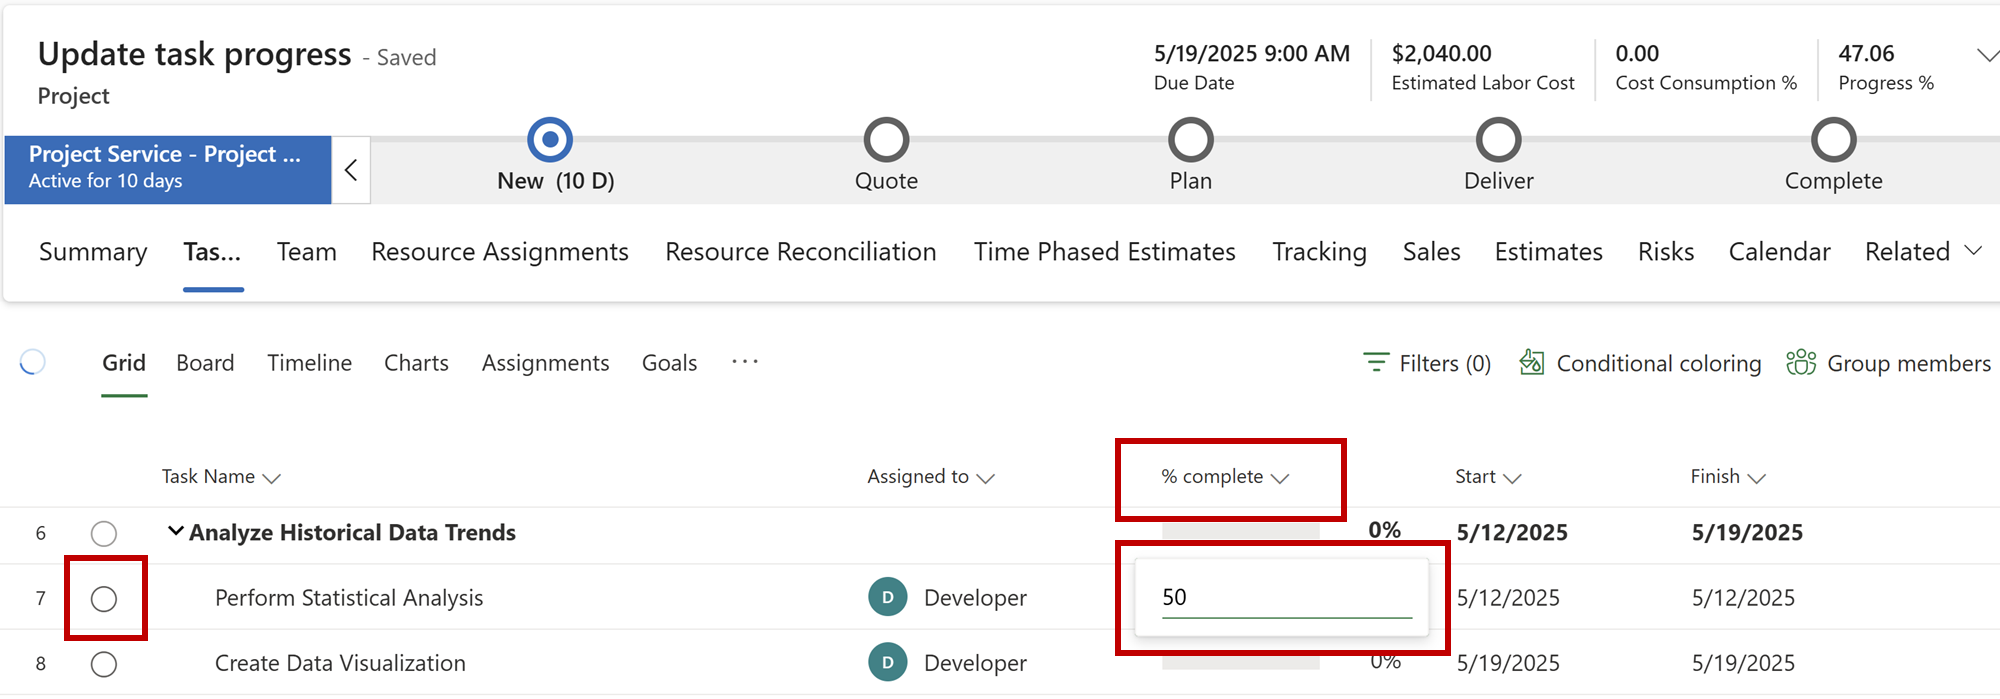 Update task progress - Saved
Project
5/19/2025 9:00 AM
Due Date
$2,040.00
Estimated Labor Cost
0.00
Cost Consumption %
47.06
Progress %
Project Service - Project ...
Active for 10 days
New (10 D)
Quote
Plan
Deliver
Complete
Summary Tas... Team Resource Assignments Resource Reconciliation Time Phased Estimates Tracking Sales Estimates Risks Calendar Related
Grid Board Timeline Charts Assignments Goals ... Filters (0) Conditional coloring Group members
Task Name Assigned to % complete Start Finish
6 Analyze Historical Data Trends 0% 5/12/2025 5/19/2025
7 Perform Statistical Analysis D Developer 50 5/12/2025 5/12/2025
8 Create Data Visualization D Developer 0% 5/19/2025 5/19/2025